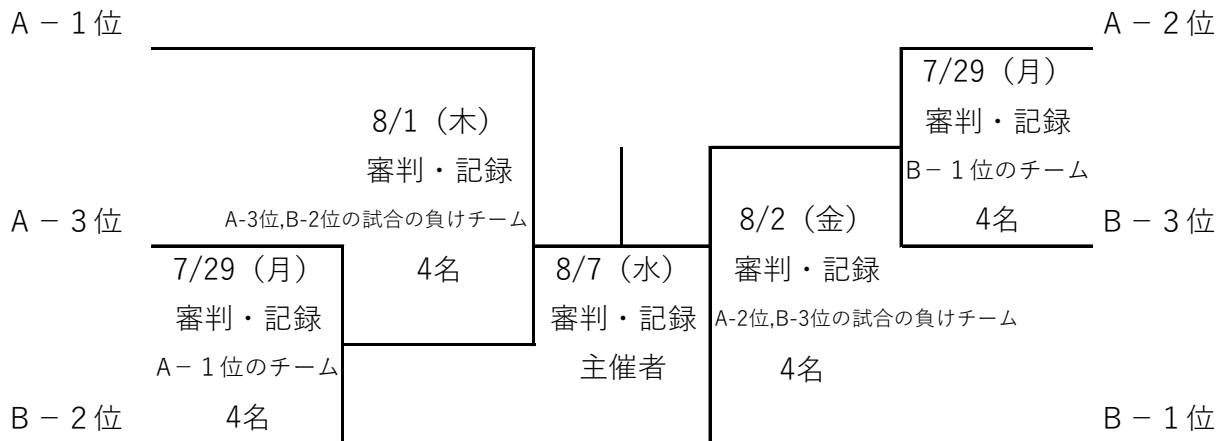 A － 1 位
A － 2 位
7/29（月）
審判・記録
B－ 1 位のチーム
4名
8/1（木）
審判・記録
A-3位,B-2位の試合の負けチーム
4名
A － 3 位
B － 3 位
8/2（金）
審判・記録
A-2位,B-3位の試合の負けチーム
4名
7/29（月）
審判・記録
A－ 1 位のチーム
4名
8/7（水）
審判・記録
主催者
B － 2 位
B － 1 位